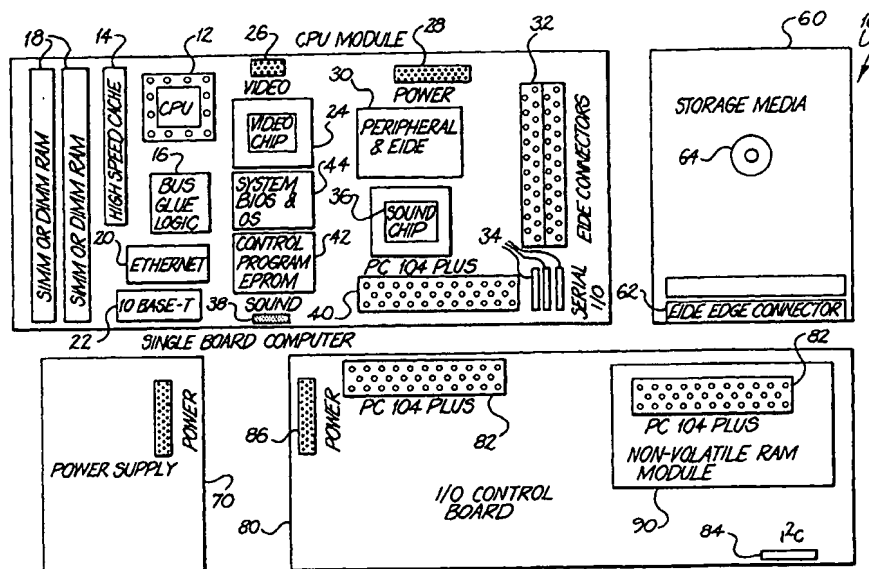 18
14
12
26
CPU MODULE
28
32
60
10
SIMM OR DIMM RAM
SIMM OR DIMM RAM
HIGH SPEED CACHE
CPU
VIDEO
VIDEO CHIP
24
30
POWER
PERIPHERAL & EIDE
EIDE CONNECTORS
STORAGE MEDIA
64
16
BUS GLUE LOGIC
SYSTEM BIOS & OS
44
36
SOUND CHIP
20
ETHERNET
CONTROL PROGRAM EPROM
42
34
PC 104 PLUS
40
SERIAL I/O
22
10 BASE-T
38
SOUND
62
EIDE EDGE CONNECTOR
SINGLE BOARD COMPUTER
POWER SUPPLY
POWER
70
86
POWER
PC 104 PLUS
82
82
PC 104 PLUS
NON-VOLATILE RAM MODULE
I/O CONTROL BOARD
80
90
84
I²C